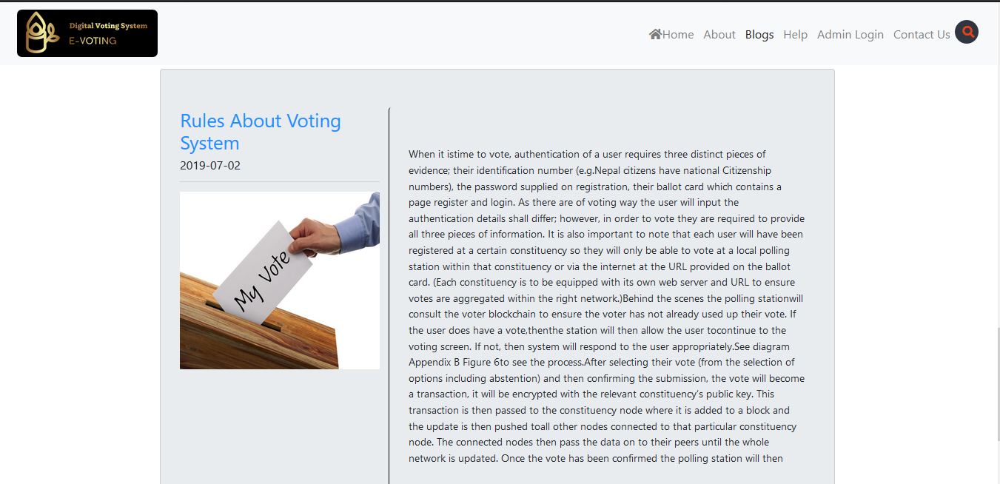 Digital Voting System
E-VOTING
Home About Blogs Help Admin Login Contact Us
Rules About Voting
System
2019-07-02
My Vote
When it istime to vote, authentication of a user requires three distinct pieces of
evidence; their identification number (e.g.Nepal citizens have national Citizenship
numbers), the password supplied on registration, their ballot card which contains a
page register and login. As there are of voting way the user will input the
authentication details shall differ; however, in order to vote they are required to provide
all three pieces of information. It is also important to note that each user will have been
registered at a certain constituency so they will only be able to vote at a local polling
station within that constituency or via the internet at the URL provided on the ballot
card. (Each constituency is to be equipped with its own web server and URL to ensure
votes are aggregated within the right network.)Behind the scenes the polling stationwill
consult the voter blockchain to ensure the voter has not already used up their vote. If
the user does have a vote,thenthe station will then allow the user tocontinue to the
voting screen. If not, then system will respond to the user appropriately.See diagram
Appendix B Figure 6to see the process.After selecting their vote (from the selection of
options including abstention) and then confirming the submission, the vote will become
a transaction, it will be encrypted with the relevant constituency’s public key. This
transaction is then passed to the constituency node where it is added to a block and
the update is then pushed toall other nodes connected to that particular constituency
node. The connected nodes then pass the data on to their peers until the whole
network is updated. Once the vote has been confirmed the polling station will then